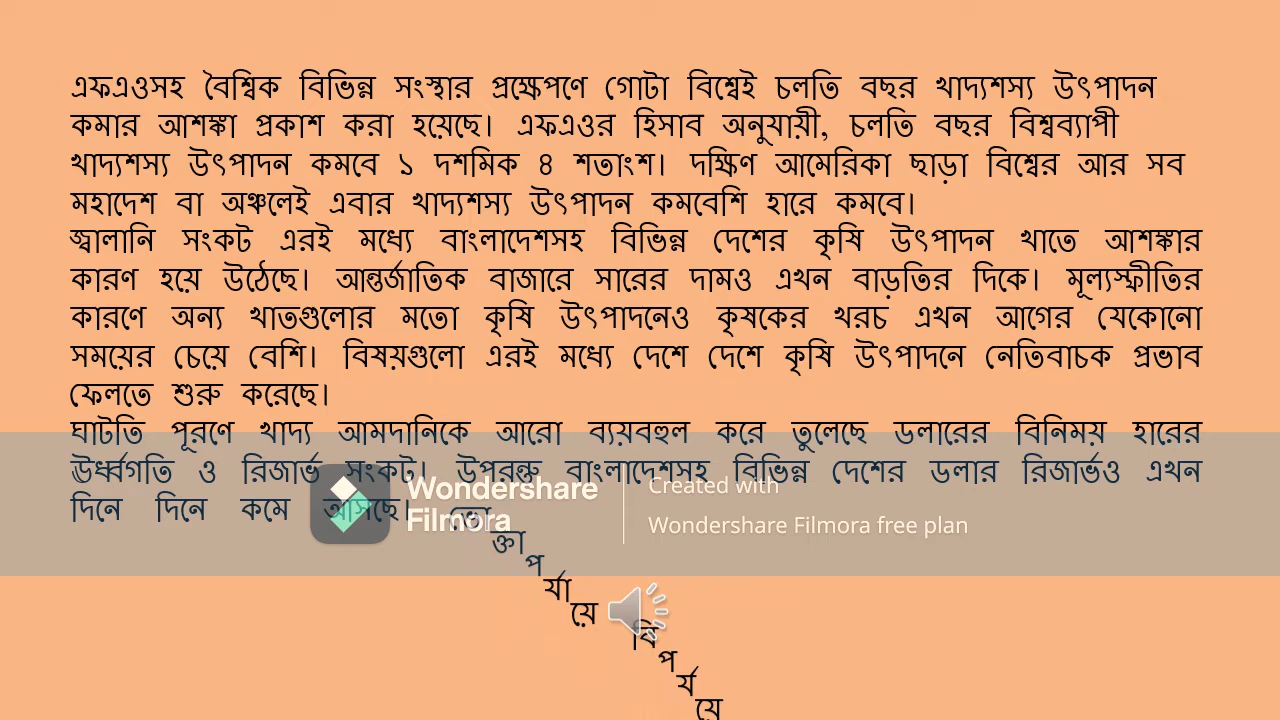 এফএওসহ বৈশ্বিক বিভিন্ন সংস্থার প্রক্ষেপণে গোটা বিশ্বেই চলতি বছর খাদ্যশস্য উৎপাদন
কমার আশঙ্কা প্রকাশ করা হয়েছে। এফএওর হিসাব অনুযায়ী, চলতি বছর বিশ্বব্যাপী
খাদ্যশস্য উৎপাদন কমবে ১ দশমিক ৪ শতাংশ। দক্ষিণ আমেরিকা ছাড়া বিশ্বের আর সব
মহাদেশ বা অঞ্চলেই এবার খাদ্যশস্য উৎপাদন কমবেশি হারে কমবে।
জ্বালানি সংকট এরই মধ্যে বাংলাদেশসহ বিভিন্ন দেশের কৃষি উৎপাদন খাতে আশঙ্কার
কারণ হয়ে উঠেছে। আন্তর্জাতিক বাজারে সারের দামও এখন বাড়তির দিকে। মূল্যস্ফীতির
কারণে অন্য খাতগুলোর মতো কৃষি উৎপাদনেও কৃষকের খরচ এখন আগের যেকোনো
সময়ের চেয়ে বেশি। বিষয়গুলো এরই মধ্যে দেশে দেশে কৃষি উৎপাদনে নেতিবাচক প্রভাব
ফেলতে শুরু করেছে।
ঘাটতি পূরণে খাদ্য আমদানিকে আরো ব্যয়বহুল করে তুলেছে ডলারের বিনিময় হারের
ঊর্ধ্বগতি ও রিজার্ভ সংকট। উপরন্তু বাংলাদেশসহ বিভিন্ন দেশের ডলার রিজার্ভও এখন
দিনে দিনে কমে আসছে। ভোক্তাপর্যায়ে বিপর্যয়ে
Wondershare
Filmora
Created with
Wondershare Filmora free plan